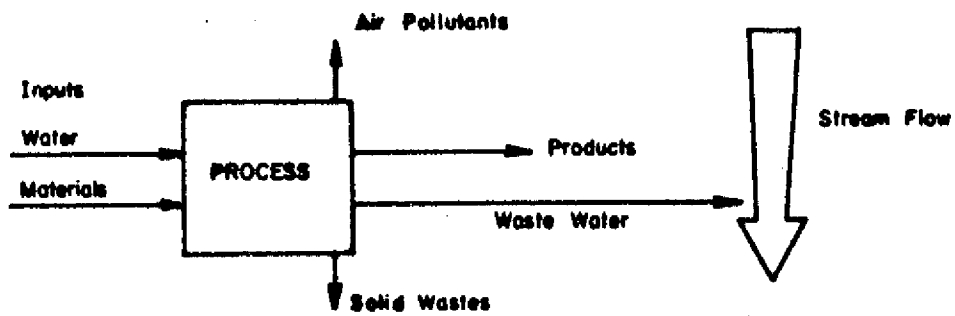 Air Pollutants
Inputs
Water
Materials
PROCESS
Products
Waste Water
Solid Wastes
Stream Flow